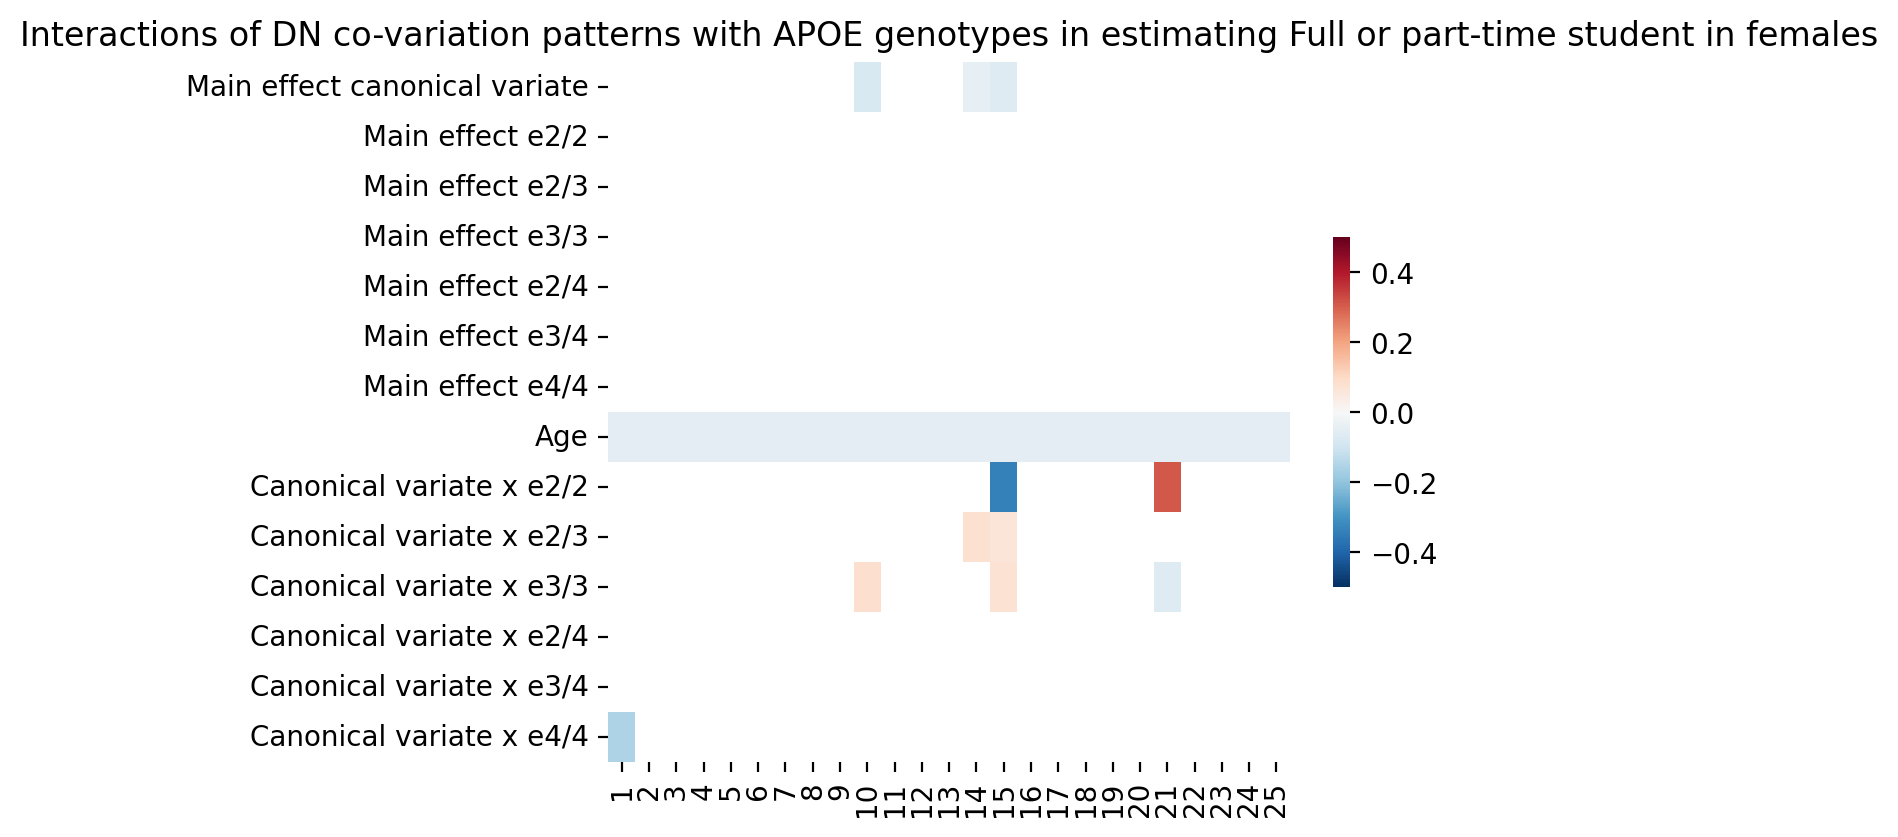 Interactions of DN co-variation patterns with APOE genotypes in estimating Full or part-time student in females
Main effect canonical variate
Main effect e2/2
Main effect e2/3
Main effect e3/3
Main effect e2/4
Main effect e3/4
Main effect e4/4
Age
Canonical variate x e2/2
Canonical variate x e2/3
Canonical variate x e3/3
Canonical variate x e2/4
Canonical variate x e3/4
Canonical variate x e4/4
1 2 3 4 5 6 7 8 9 10 11 12 13 14 15 16 17 18 19 20 21 22 23 24 25
0.4
0.2
0.0
−0.2
−0.4